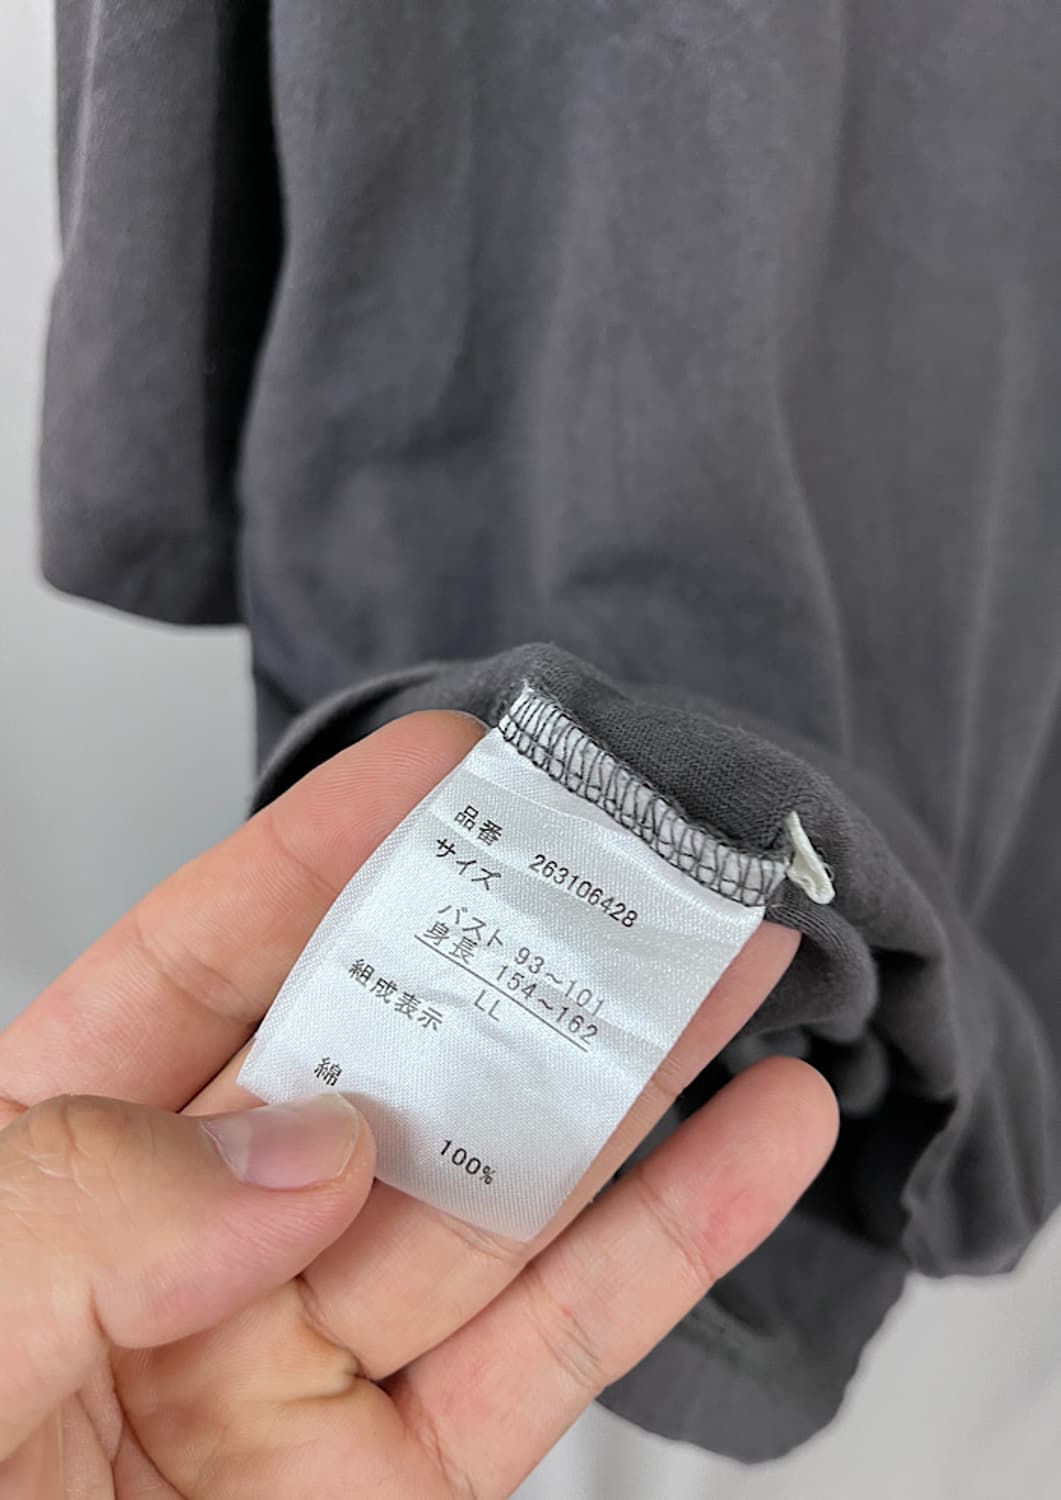 品番 263106428
サイズ
バスト 93~101
身長 154~162
LL
組成表示
綿
100%